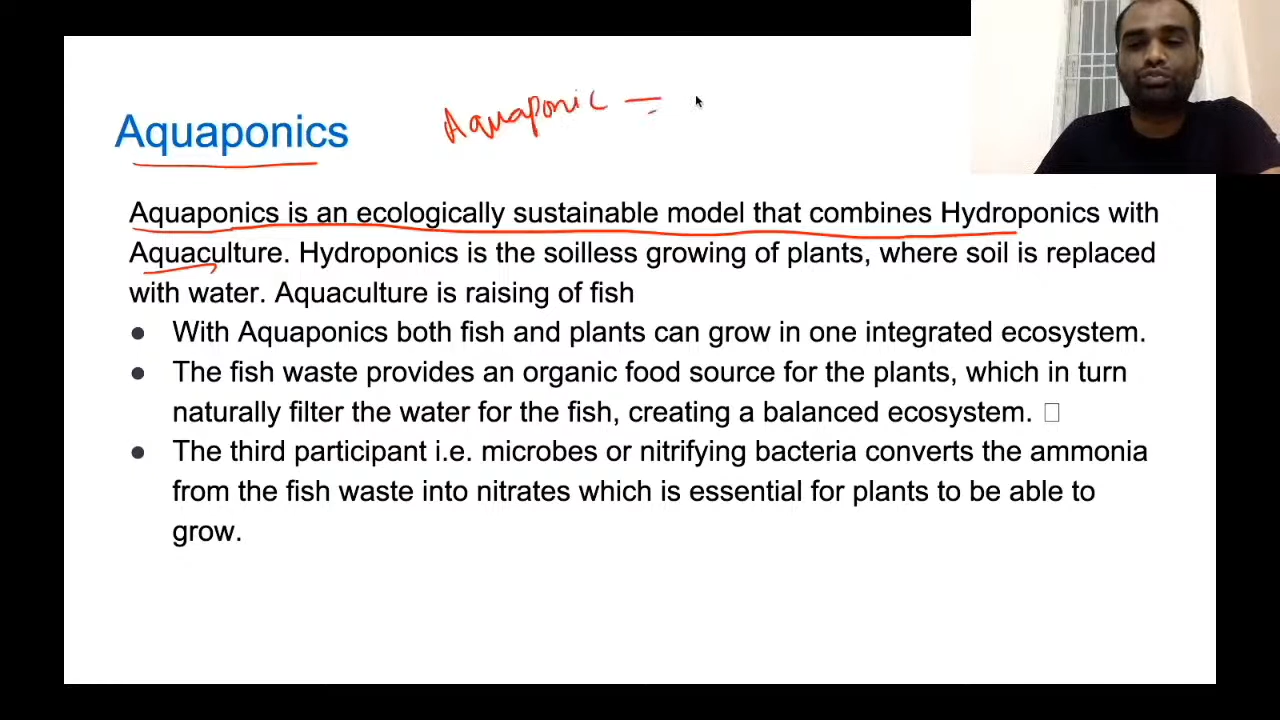 Aquaponics
Aquaponic =
Aquaponics is an ecologically sustainable model that combines Hydroponics with
Aquaculture. Hydroponics is the soilless growing of plants, where soil is replaced
with water. Aquaculture is raising of fish
● With Aquaponics both fish and plants can grow in one integrated ecosystem.
● The fish waste provides an organic food source for the plants, which in turn
naturally filter the water for the fish, creating a balanced ecosystem. □
● The third participant i.e. microbes or nitrifying bacteria converts the ammonia
from the fish waste into nitrates which is essential for plants to be able to
grow.